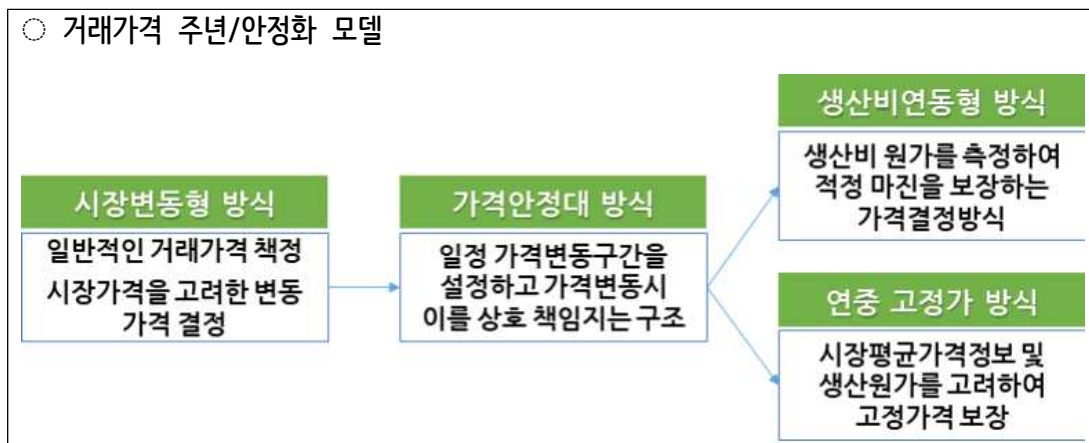 ○ 거래가격 주년/안정화 모델
시장변동형 방식
일반적인 거래가격 책정
시장가격을 고려한 변동
가격 결정
가격안정대 방식
일정 가격변동구간을
설정하고 가격변동시
이를 상호 책임지는 구조
생산비연동형 방식
생산비 원가를 측정하여
적정 마진을 보장하는
가격결정방식
연중 고정가 방식
시장평균가격정보 및
생산원가를 고려하여
고정가격 보장